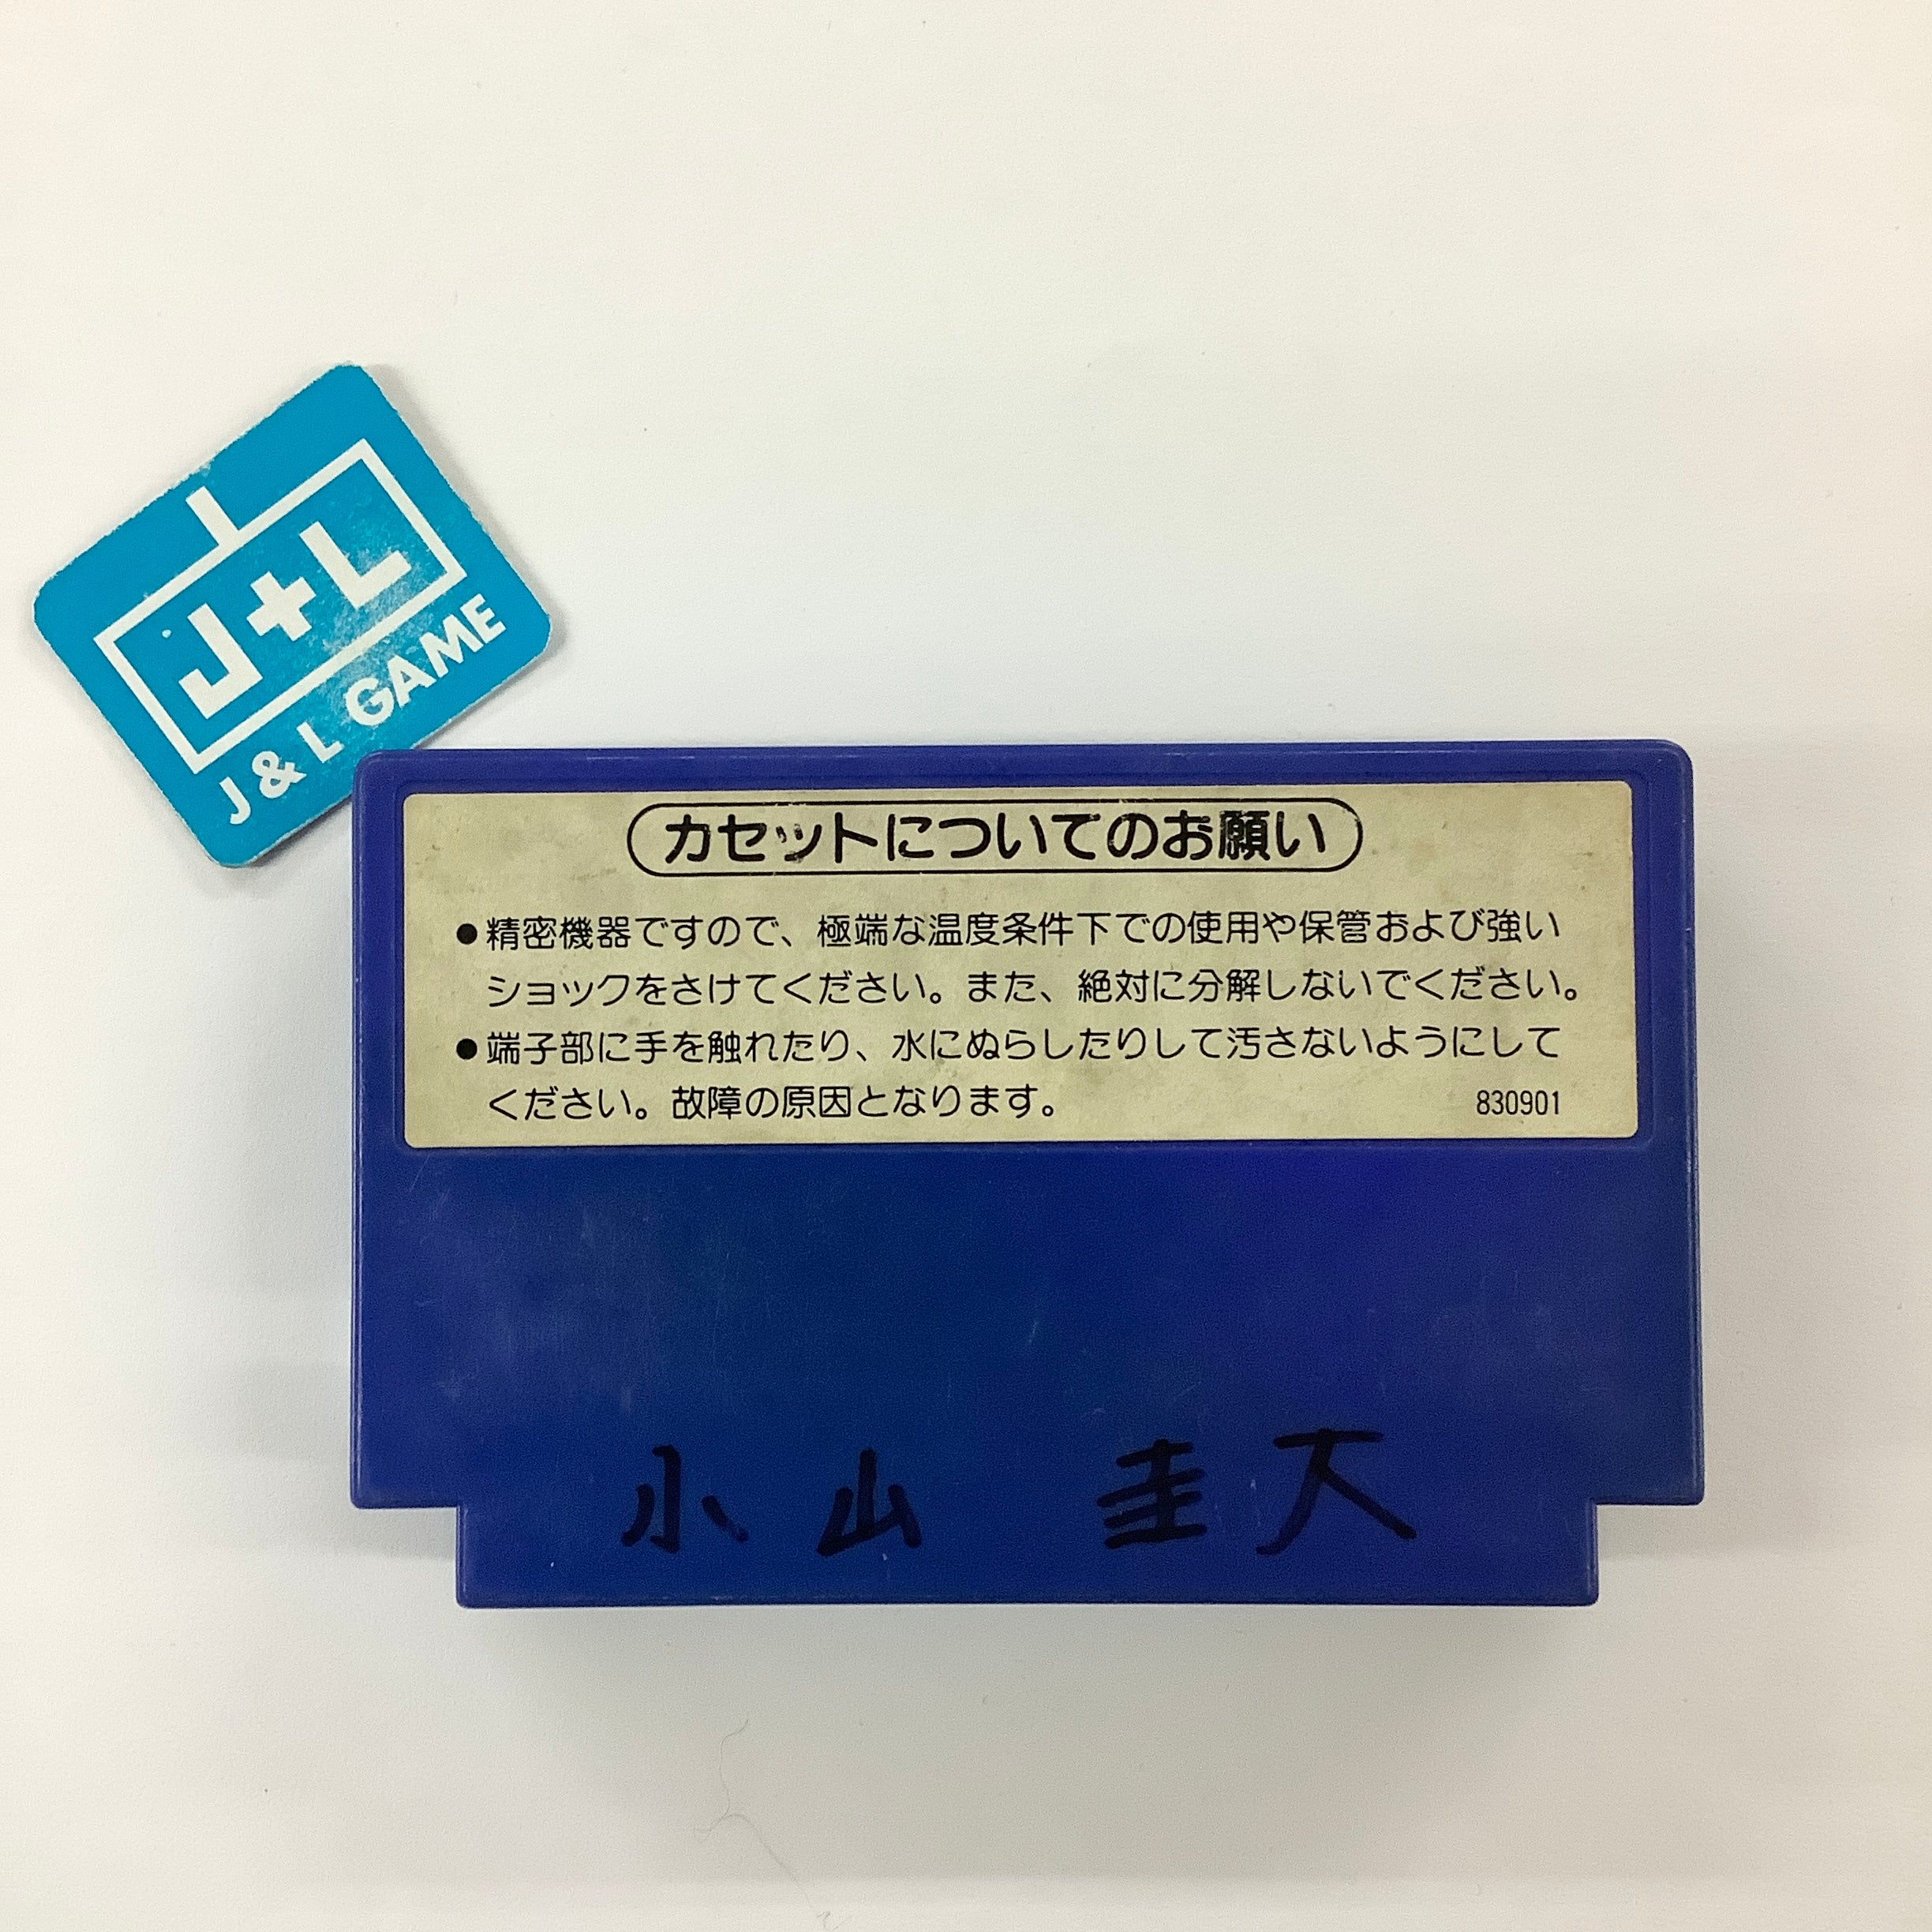 J+L
J & L GAME
カセットについてのお願い
●精密機器ですので、極端な温度条件下での使用や保管および強い
ショックをさけてください。また、絶対に分解しないでください。
●端子部に手を触れたり、水にぬらしたりして汚さないようにして
ください。故障の原因となります。 830901
小山 圭大